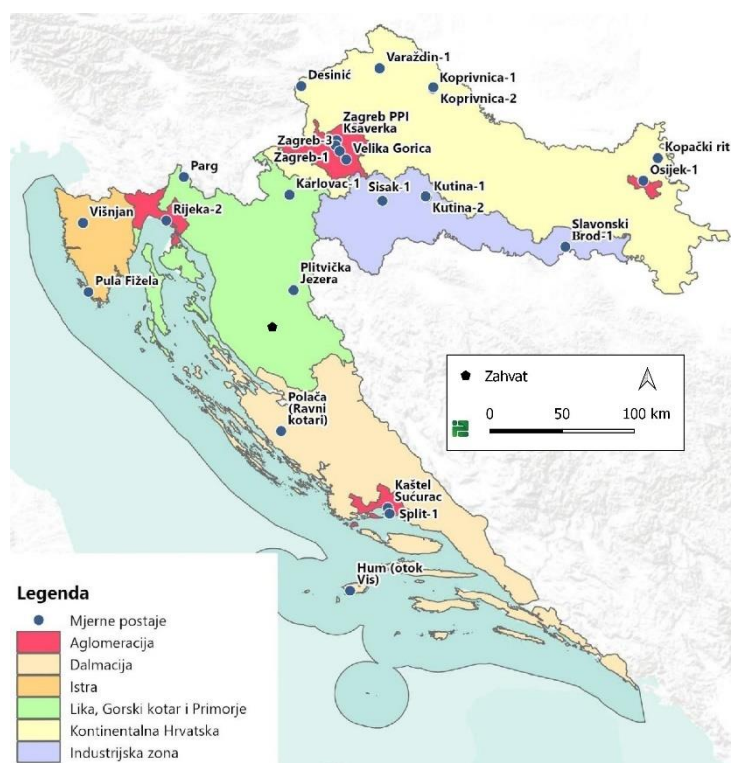 Varaždin-1
Desinić
Koprivnica-1
Koprivnica-2
Zagreb PPI
Ksaverka
Zagreb-3
Velika Gorica
Zagreb-1
Kopački rit
Osijek-1
Parg
Karlovac-1
Sisak-1
Kutina-1
Kutina-2
Rijeka-2
Višnjan
Slavonski
Brod-1
Pula Fižela
Plitvička
Jezera
Zahvat
0 50 100 km
Polača
(Ravni
kotari)
Kaštel
Sućurac
Split-1
Hum (otok
Vis)
Legenda
Mjerne postaje
Aglomeracija
Dalmacija
Istra
Lika, Gorski kotar i Primorje
Kontinentalna Hrvatska
Industrijska zona